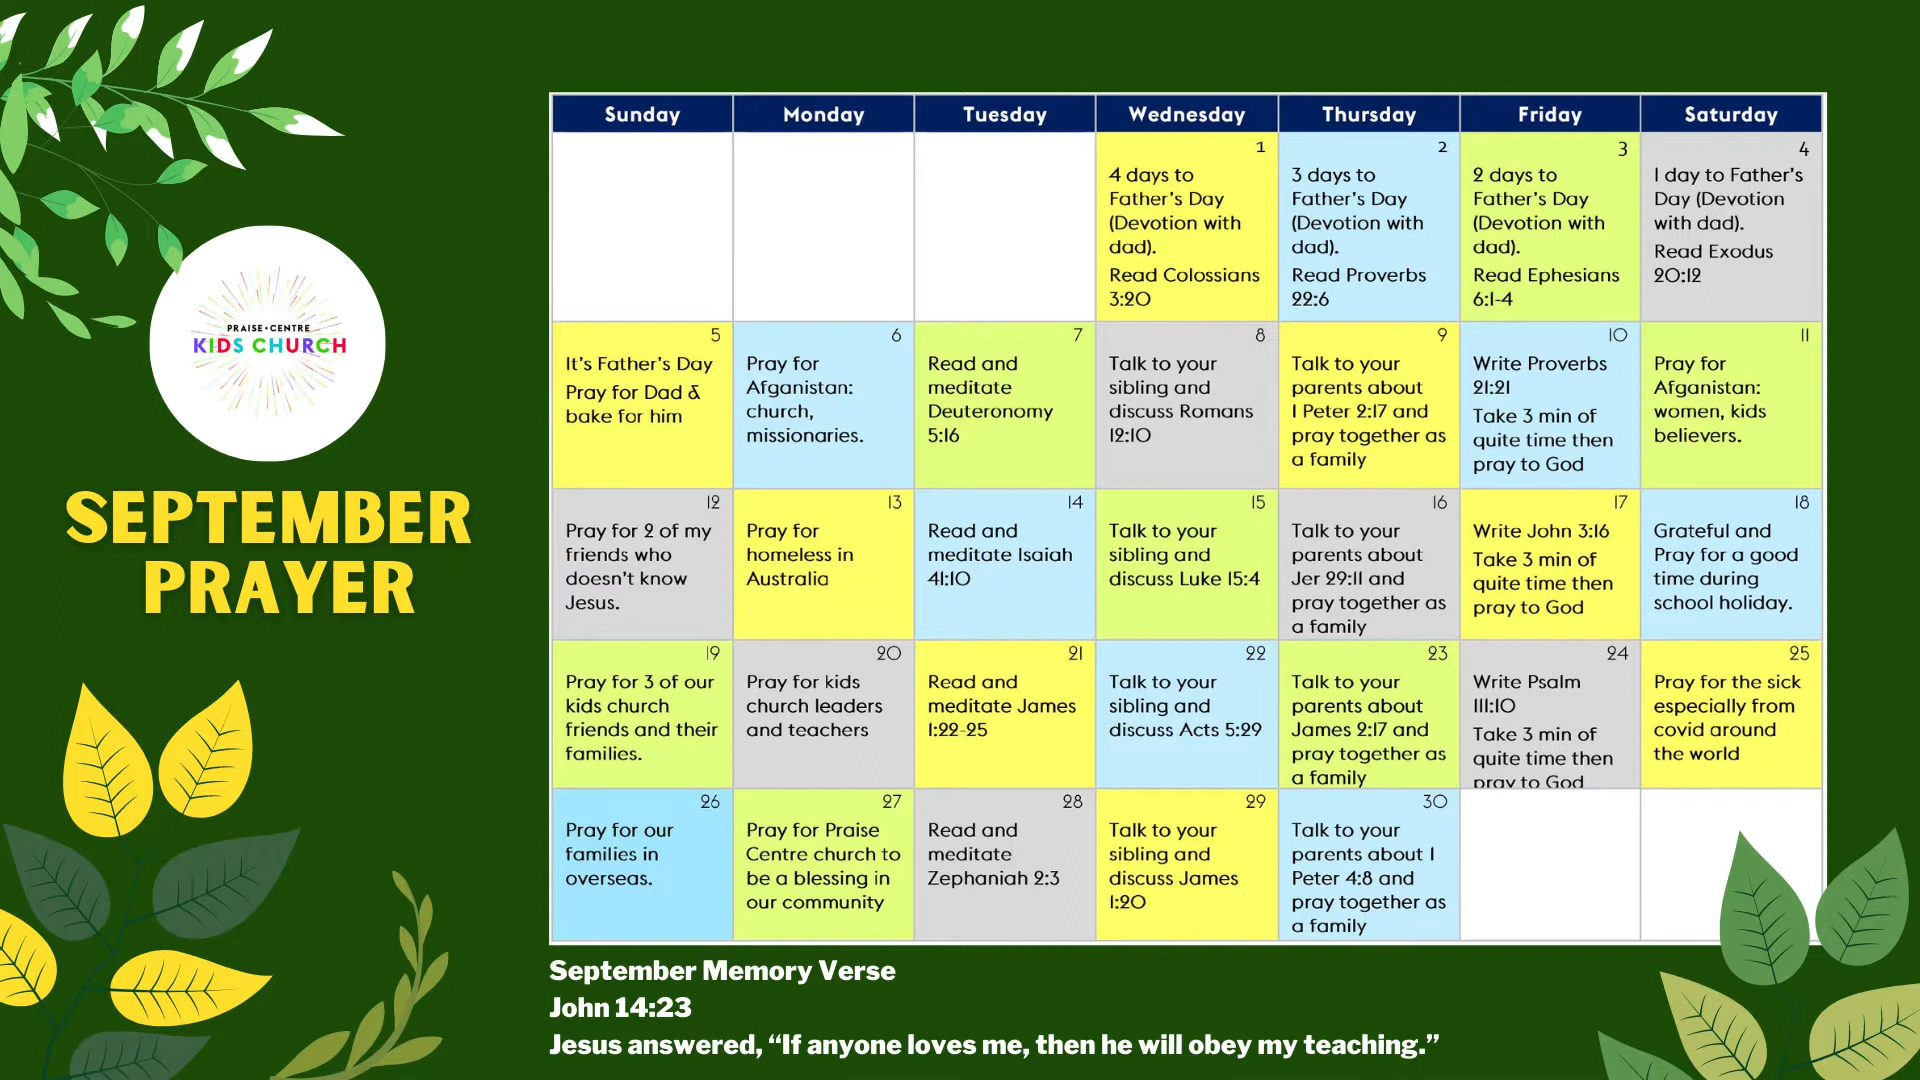 PRAISE•CENTRE
KIDS CHURCH
SEPTEMBER
PRAYER
Sunday Monday Tuesday Wednesday Thursday Friday Saturday
1
4 days to
Father's Day
(Devotion with
dad).
Read Colossians
3:20
2
3 days to
Father's Day
(Devotion with
dad).
Read Proverbs
22:6
3
2 days to
Father's Day
(Devotion with
dad).
Read Ephesians
6:1-4
4
1 day to Father's
Day (Devotion
with dad).
Read Exodus
20:12
5
It's Father's Day
Pray for Dad &
bake for him
6
Pray for
Afganistan:
church,
missionaries.
7
Read and
meditate
Deuteronomy
5:16
8
Talk to your
sibling and
discuss Romans
12:10
9
Talk to your
parents about
1 Peter 2:17 and
pray together as
a family
10
Write Proverbs
21:21
Take 3 min of
quite time then
pray to God
11
Pray for
Afganistan:
women, kids
believers.
12
Pray for 2 of my
friends who
doesn't know
Jesus.
13
Pray for
homeless in
Australia
14
Read and
meditate Isaiah
41:10
15
Talk to your
sibling and
discuss Luke 15:4
16
Talk to your
parents about
Jer 29:11 and
pray together as
a family
17
Write John 3:16
Take 3 min of
quite time then
pray to God
18
Grateful and
Pray for a good
time during
school holiday.
19
Pray for 3 of our
kids church
friends and their
families.
20
Pray for kids
church leaders
and teachers
21
Read and
meditate James
1:22-25
22
Talk to your
sibling and
discuss Acts 5:29
23
Talk to your
parents about
James 2:17 and
pray together as
a family
24
Write Psalm
111:10
Take 3 min of
quite time then
pray to God
25
Pray for the sick
especially from
covid around
the world
26
Pray for our
families in
overseas.
27
Pray for Praise
Centre church to
be a blessing in
our community
28
Read and
meditate
Zephaniah 2:3
29
Talk to your
sibling and
discuss James
1:20
30
Talk to your
parents about 1
Peter 4:8 and
pray together as
a family
September Memory Verse
John 14:23
Jesus answered, “If anyone loves me, then he will obey my teaching.”